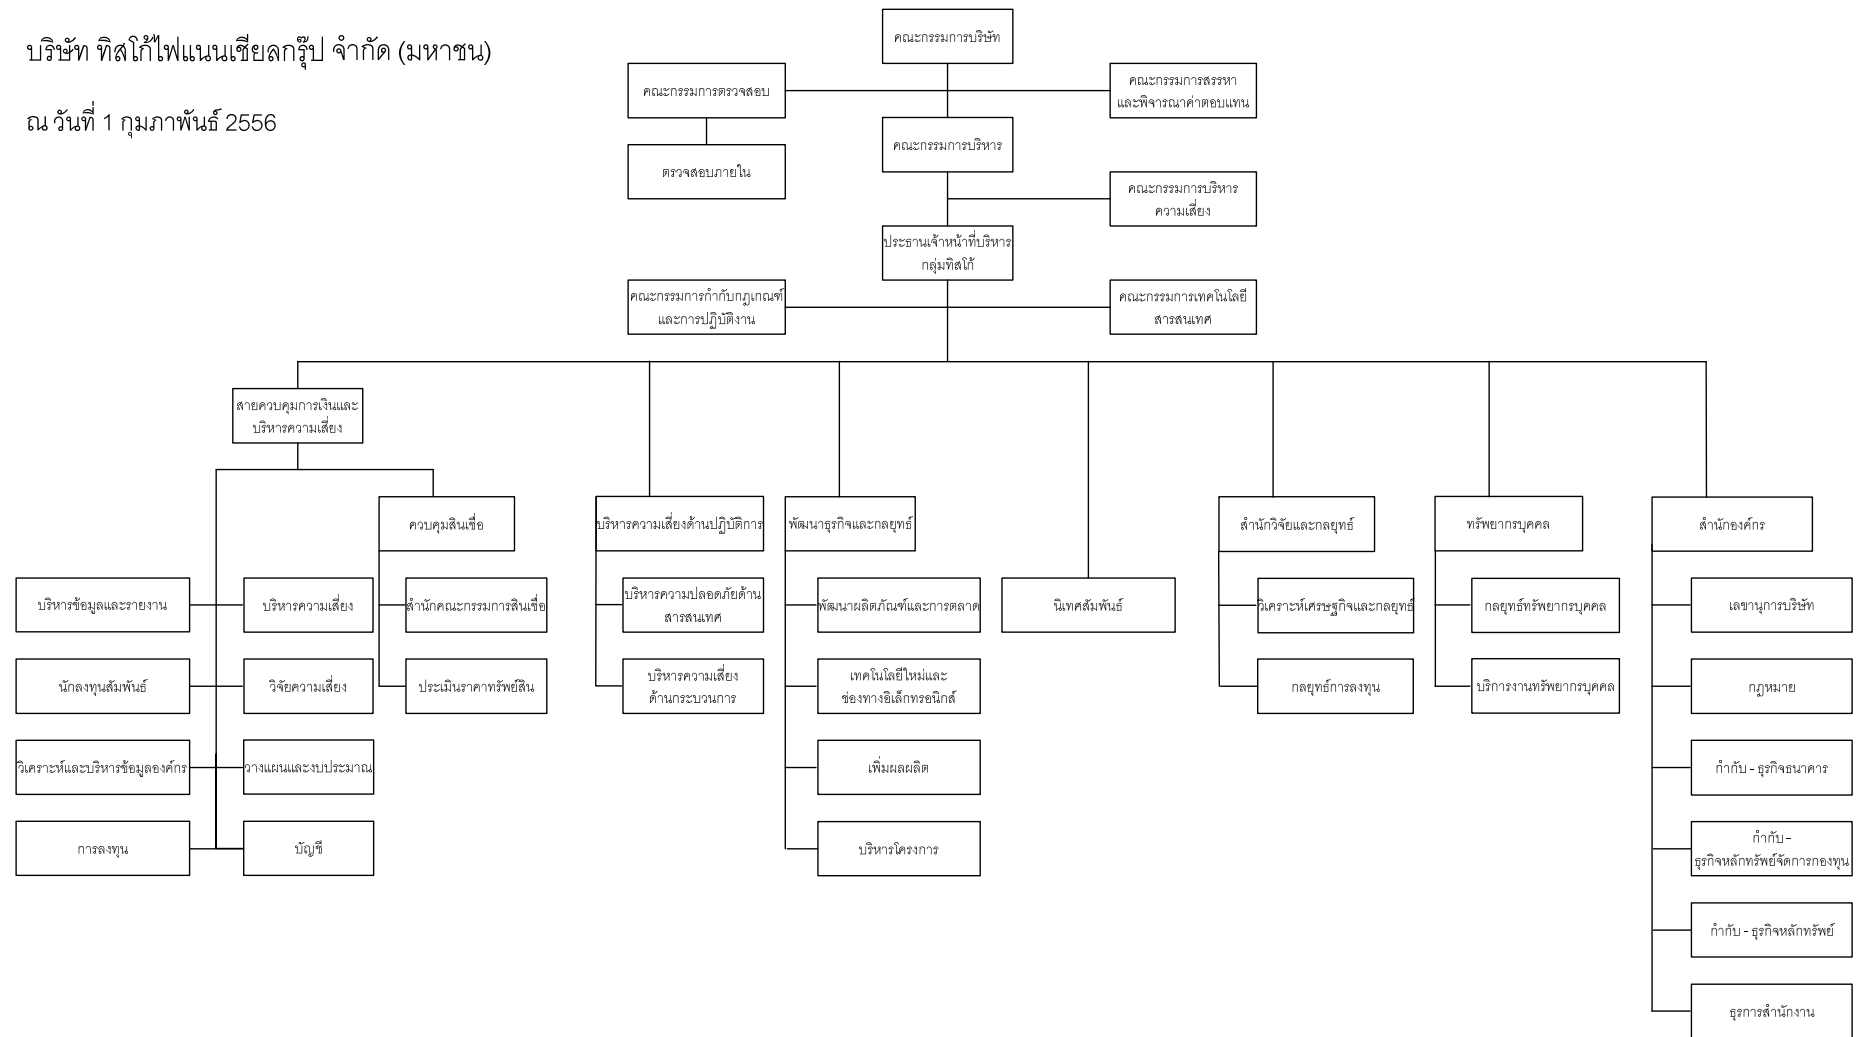 บริษัท ทิสโก้ไฟแนนเชียลกรุ๊ป จำกัด (มหาชน)
ณ วันที่ 1 กุมภาพันธ์ 2556
คณะกรรมการบริษัท
คณะกรรมการตรวจสอบ
คณะกรรมการสรรหา
และพิจารณาค่าตอบแทน
คณะกรรมการบริหาร
ตรวจสอบภายใน
คณะกรรมการบริหาร
ความเสี่ยง
ประธานเจ้าหน้าที่บริหาร
กลุ่มทิสโก้
คณะกรรมการกำกับกฎเกณฑ์
และการปฏิบัติงาน
คณะกรรมการเทคโนโลยี
สารสนเทศ
สายควบคุมการเงินและ
บริหารความเสี่ยง
ควบคุมสินเชื่อ
บริหารความเสี่ยงด้านปฏิบัติการ
พัฒนาธุรกิจและกลยุทธ์
สำนักวิจัยและกลยุทธ์
ทรัพยากรบุคคล
สำนักองค์กร
บริหารข้อมูลและรายงาน
บริหารความเสี่ยง
สำนักคณะกรรมการสินเชื่อ
บริหารความปลอดภัยด้าน
สารสนเทศ
พัฒนาผลิตภัณฑ์และการตลาด
นิเทศสัมพันธ์
วิเคราะห์เศรษฐกิจและกลยุทธ์
กลยุทธ์ทรัพยากรบุคคล
เลขานุการบริษัท
นักลงทุนสัมพันธ์
วิจัยความเสี่ยง
ประเมินราคาทรัพย์สิน
บริหารความเสี่ยง
ด้านกระบวนการ
เทคโนโลยีใหม่และ
ช่องทางอิเล็กทรอนิกส์
กลยุทธ์การลงทุน
บริการงานทรัพยากรบุคคล
กฎหมาย
วิเคราะห์และบริหารข้อมูลองค์กร
วางแผนและงบประมาณ
เพิ่มผลผลิต
กำกับ - ธุรกิจธนาคาร
การลงทุน
บัญชี
บริหารโครงการ
กำกับ -
ธุรกิจหลักทรัพย์จัดการกองทุน
กำกับ - ธุรกิจหลักทรัพย์
ธุรการสำนักงาน